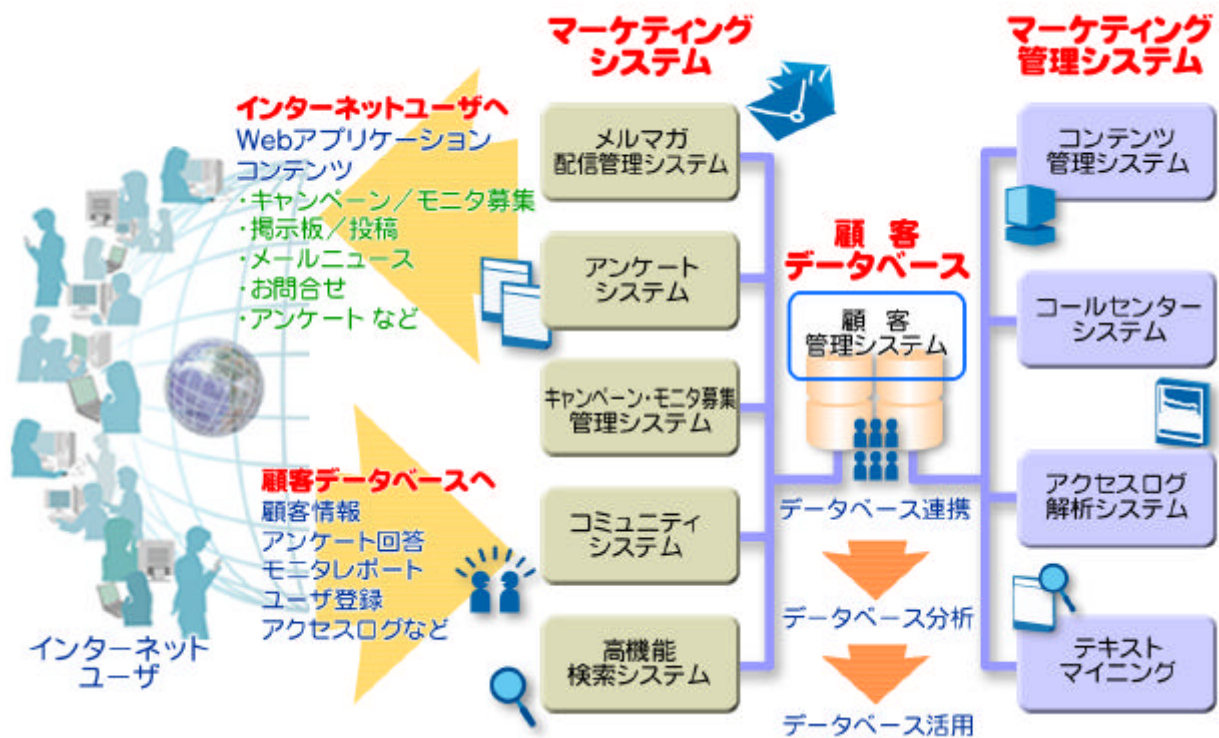 マーケティング
システム
マーケティング
管理システム
インターネットユーザへ
Webアプリケーション
コンテンツ
・キャンペーン／モニタ募集
・掲示板／投稿
・メールニュース
・お問合せ
・アンケート など
顧客データベースへ
顧客情報
アンケート回答
モニタレポート
ユーザ登録
アクセスログなど
インターネット
ユーザ
メルマガ
配信管理システム
アンケート
システム
キャンペーン・モニタ募集
管理システム
コミュニティ
システム
高機能
検索システム
顧 客
データベース
顧 客
管理システム
データベース連携
データベース分析
データベース活用
コンテンツ
管理システム
コールセンター
システム
アクセスログ
解析システム
テキスト
マイニング